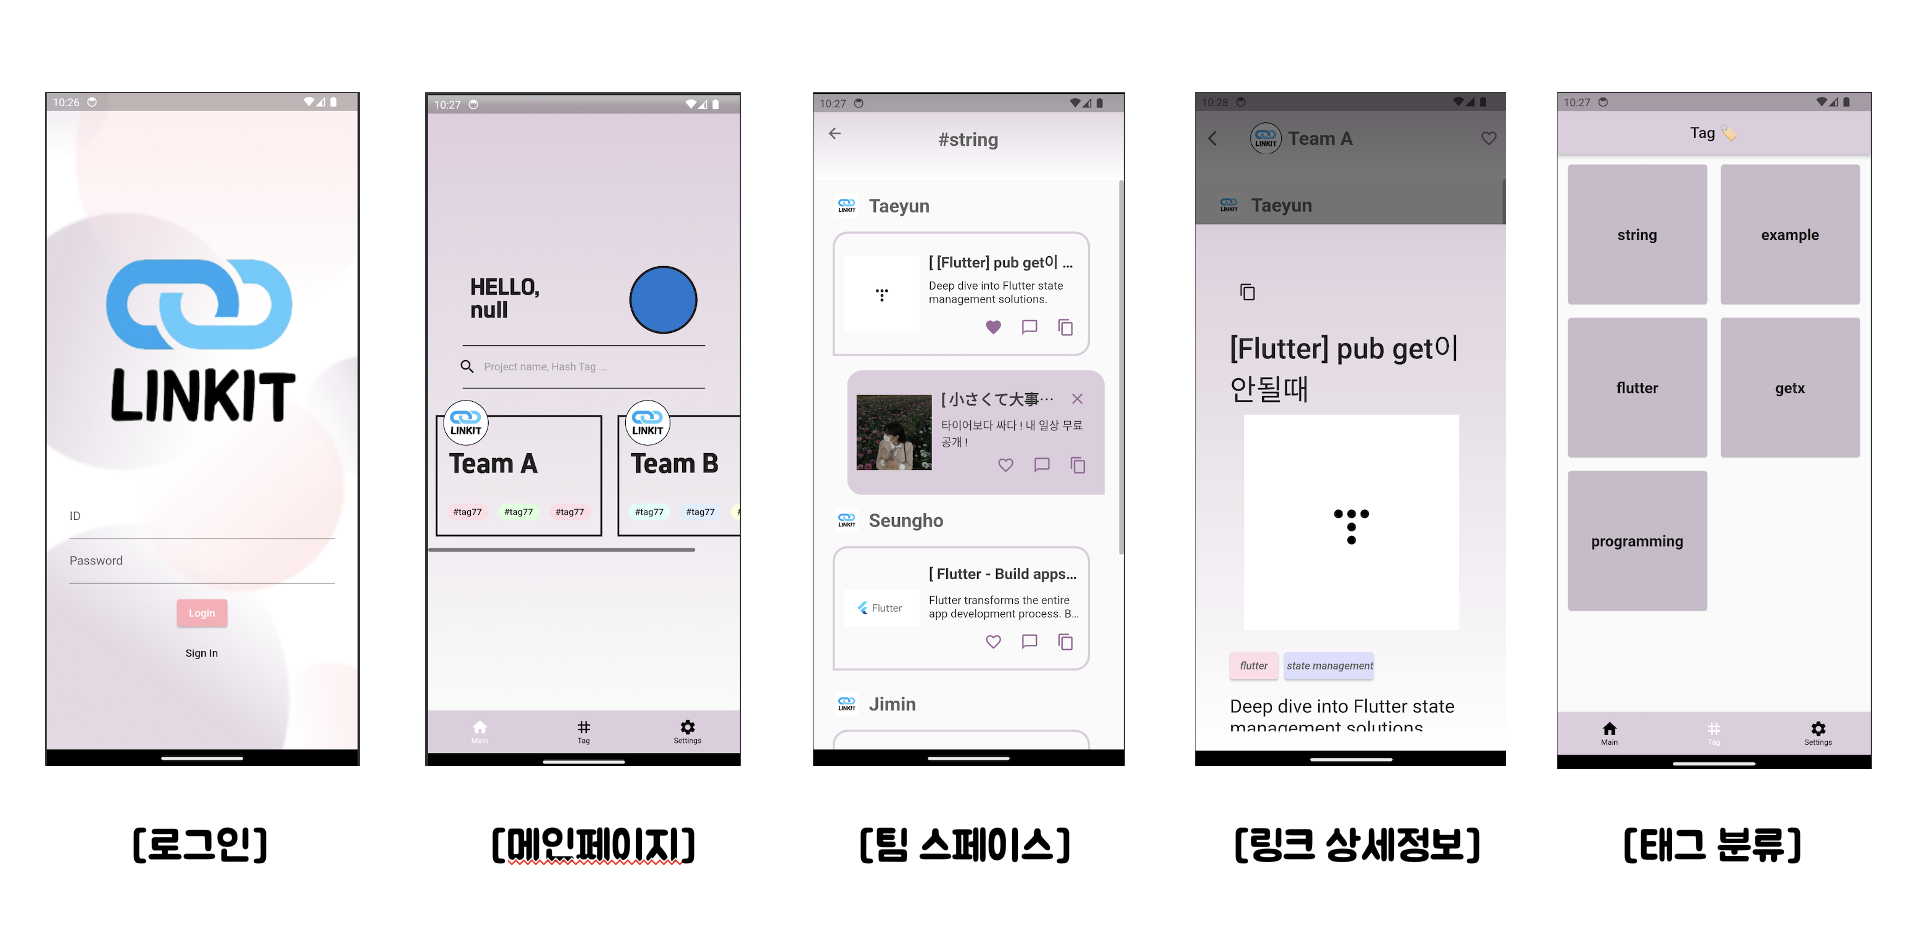 10:26
LINKIT
ID
Password
Login
Sign In
[로그인]
10:27
HELLO,
null
Project name, Hash Tag ...
LINKIT
Team A
#tag77 #tag77 #tag77
LINKIT
Team B
#tag77 #tag77 #
Main Tag Settings
[메인페이지]
10:27
#string
LINKIT Taeyun
[ [Flutter] pub get이 ...
Deep dive into Flutter state
management solutions.
[ 小さくて大事...
타이어보다 싸다 ! 내 일상 무료
공개 !
LINKIT Seungho
[ Flutter - Build apps...
Flutter
Flutter transforms the entire
app development process. B...
LINKIT Jimin
[팀 스페이스]
10:28
LINKIT Team A
LINKIT Taeyun
[Flutter] pub get이
안될때
flutter state management
Deep dive into Flutter state
management solutions
[링크 상세정보]
10:27
Tag
string example
flutter getx
programming
Main Tag Settings
[태그 분류]